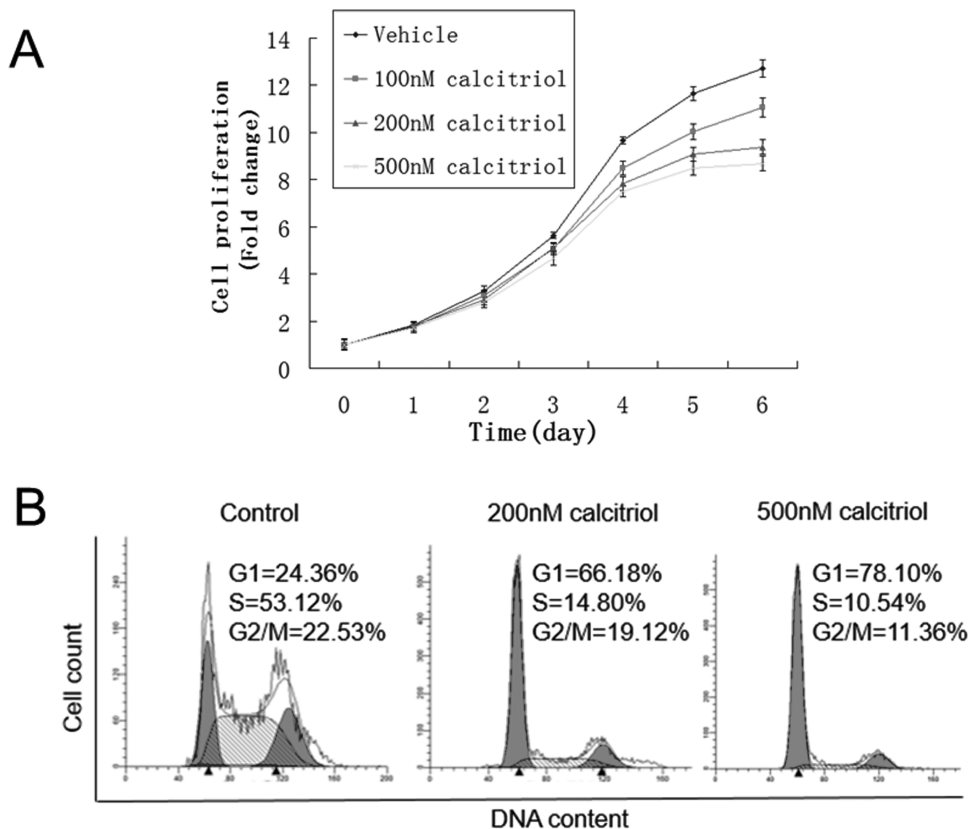 A
Vehicle
100nM calcitriol
200nM calcitriol
500nM calcitriol
Cell proliferation
(Fold change)
14
12
10
8
6
4
2
0
0 1 2 3 4 5 6
Time(day)
B
Control
200nM calcitriol
500nM calcitriol
G1=24.36%
S=53.12%
G2/M=22.53%
G1=66.18%
S=14.80%
G2/M=19.12%
G1=78.10%
S=10.54%
G2/M=11.36%
Cell count
DNA content